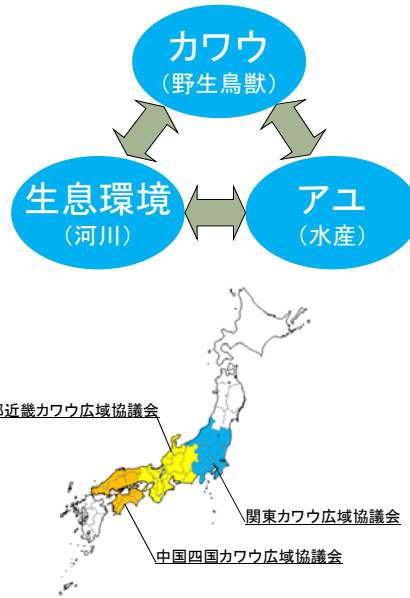 カワウ
（野生鳥獣）
生息環境
（河川）
アユ
（水産）
近畿カワウ広域協議会
関東カワウ広域協議会
中国四国カワウ広域協議会